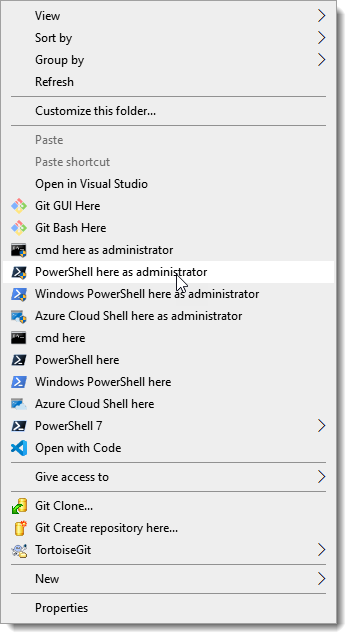 View
Sort by
Group by
Refresh
Customize this folder...
Paste
Paste shortcut
Open in Visual Studio
Git GUI Here
Git Bash Here
cmd here as administrator
PowerShell here as administrator
Windows PowerShell here as administrator
Azure Cloud Shell here as administrator
cmd here
PowerShell here
Windows PowerShell here
Azure Cloud Shell here
PowerShell 7
Open with Code
Give access to
Git Clone...
Git Create repository here...
TortoiseGit
New
Properties